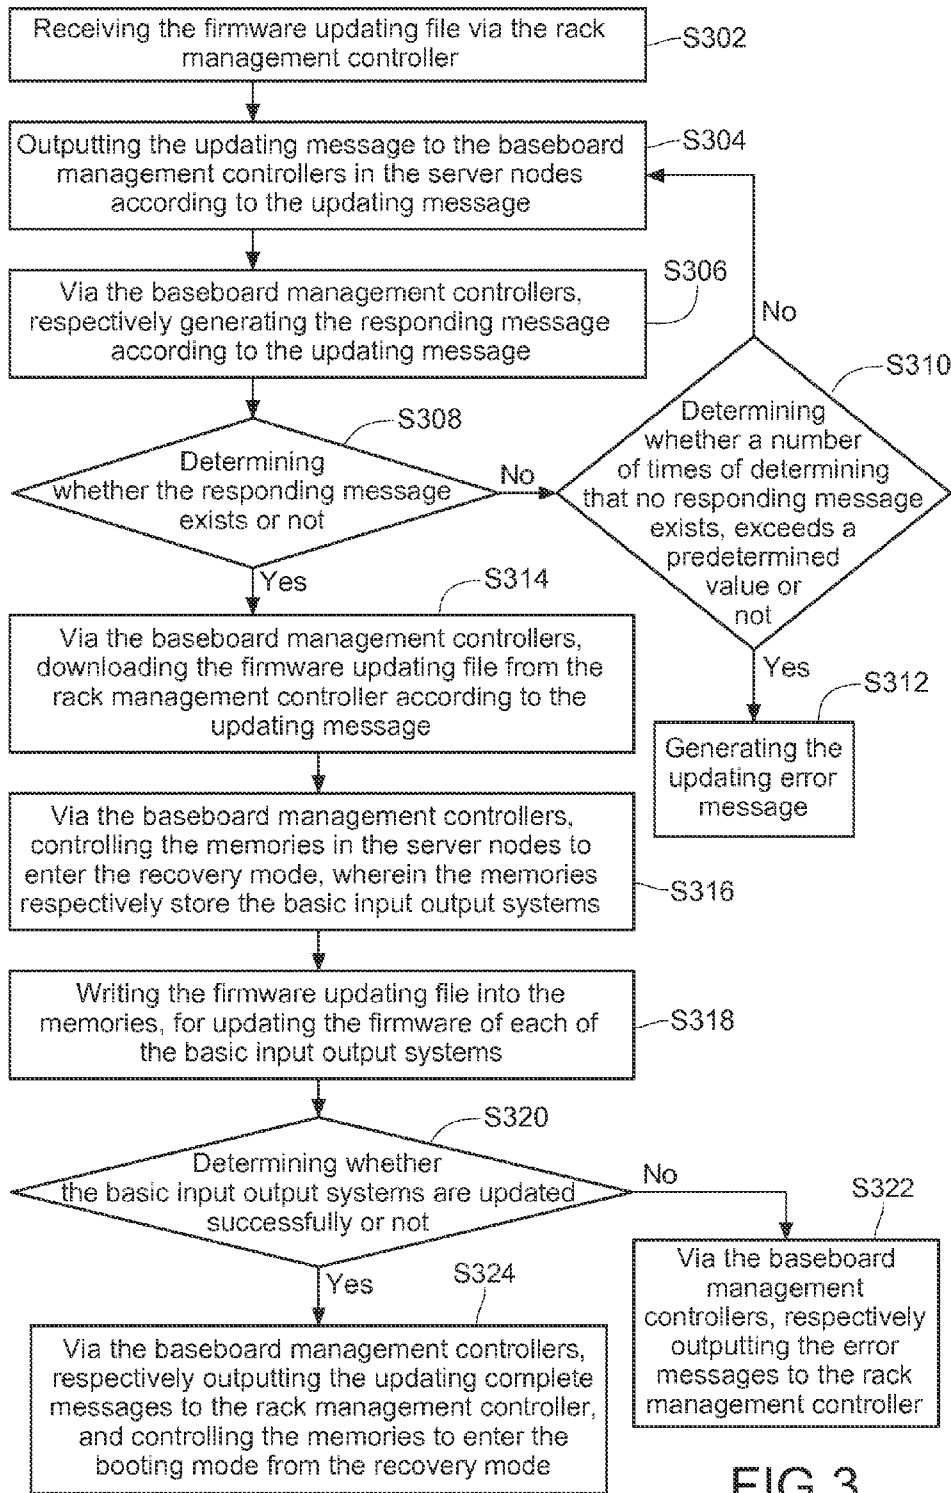 Receiving the firmware updating file via the rack
management controller
S302
Outputting the updating message to the baseboard
management controllers in the server nodes
according to the updating message
S304
Via the baseboard management controllers,
respectively generating the responding message
according to the updating message
S306
No
S308
Determining
whether the responding message
exists or not
No
Yes
S310
Determining
whether a number
of times of determining
that no responding message
exists, exceeds a
predetermined
value or
not
Yes
S312
Generating the
updating error
message
S314
Via the baseboard management controllers,
downloading the firmware updating file from the
rack management controller according to the
updating message
Via the baseboard management controllers,
controlling the memories in the server nodes to
enter the recovery mode, wherein the memories
respectively store the basic input output systems
S316
Writing the firmware updating file into the
memories, for updating the firmware of each of
the basic input output systems
S318
S320
Determining whether
the basic input output systems are updated
successfully or not
No
Yes
S322
Via the baseboard
management
controllers, respectively
outputting the error
messages to the rack
management controller
S324
Via the baseboard management controllers,
respectively outputting the updating complete
messages to the rack management controller,
and controlling the memories to enter the
booting mode from the recovery mode
FIG.3